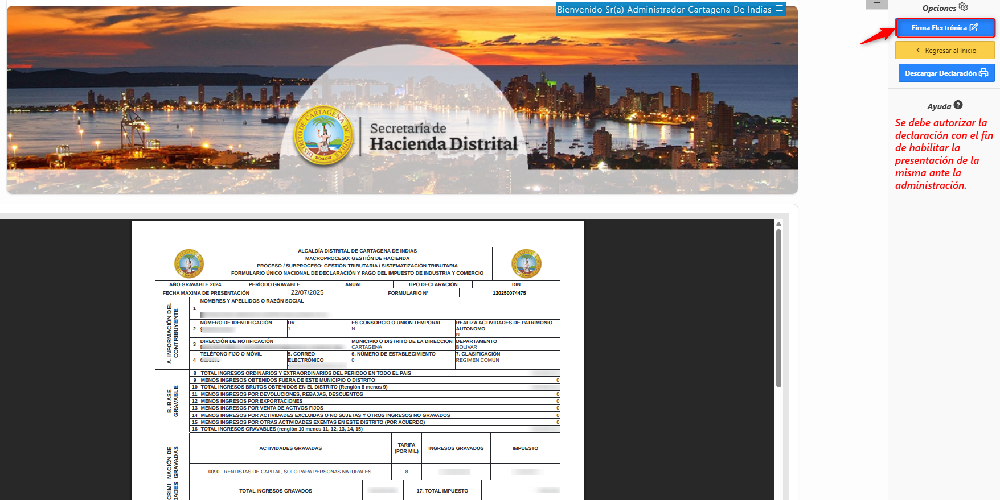 Bienvenido Sr(a) Administrador Cartagena De Indias
Opciones
Firma Electrónica
Regresar al Inicio
Descargar Declaración
Ayuda
Se debe autorizar la
declaración con el fin
de habilitar la
presentación de la
misma ante la
administración.
DISTRITO DE CARTAGENA DE INDIAS
Secretaría de
Hacienda Distrital
ALCALDÍA DISTRITAL DE CARTAGENA DE INDIAS
MACROPROCESO: GESTIÓN DE HACIENDA
PROCESO / SUBPROCESO: GESTIÓN TRIBUTARIA / SISTEMATIZACIÓN TRIBUTARIA
FORMULARIO ÚNICO NACIONAL DE DECLARACIÓN Y PAGO DEL IMPUESTO DE INDUSTRIA Y COMERCIO
AÑO GRAVABLE 2024 PERÍODO GRAVABLE ANUAL TIPO DECLARACIÓN DIN
FECHA MAXIMA DE PRESENTACIÓN 22/07/2025 FORMULARIO N° 120250074475
A. INFORMACIÓN DEL
CONTRIBUYENTE
1 NOMBRES Y APELLIDOS O RAZÓN SOCIAL
2 NÚMERO DE IDENTIFICACIÓN DV ES CONSORCIO O UNION TEMPORAL REALIZA ACTIVIDADES DE PATRIMONIO
AUTONOMO
1 N
N
3 DIRECCIÓN DE NOTIFICACIÓN MUNICIPIO O DISTRITO DE LA DIRECCION DEPARTAMENTO
CARTAGENA BOLIVAR
4 TELÉFONO FIJO O MÓVIL 5. CORREO
ELECTRÓNICO 6. NÚMERO DE ESTABLECIMIENTO 7. CLASIFICACIÓN
0 REGIMEN COMÚN
B. BASE
GRAVABLE
8 TOTAL INGRESOS ORDINARIOS Y EXTRAORDINARIOS DEL PERIODO EN TODO EL PAIS
9 MENOS INGRESOS OBTENIDOS FUERA DE ESTE MUNICIPIO O DISTRITO 0
10 TOTAL INGRESOS BRUTOS OBTENIDOS EN EL DISTRITO (Renglón 8 menos 9)
11 MENOS INGRESOS POR DEVOLUCIONES, REBAJAS, DESCUENTOS 0
12 MENOS INGRESOS POR EXPORTACIONES 0
13 MENOS INGRESOS POR VENTA DE ACTIVOS FIJOS 0
14 MENOS INGRESOS POR ACTIVIDADES EXCLUIDAS O NO SUJETAS Y OTROS INGRESOS NO GRAVADOS 0
15 MENOS INGRESOS POR OTRAS ACTIVIDADES EXENTAS EN ESTE DISTRITO (POR ACUERDO) 0
16 TOTAL INGRESOS GRAVABLES (renglón 10 menos 11, 12, 13, 14, 15)
CRIMI NACIÓN DE
DADES GRAVADAS
ACTIVIDADES GRAVADAS TARIFA
(POR MIL) INGRESOS GRAVADOS IMPUESTO
0090 - RENTISTAS DE CAPITAL, SOLO PARA PERSONAS NATURALES. 8
TOTAL INGRESOS GRAVADOS 17. TOTAL IMPUESTO